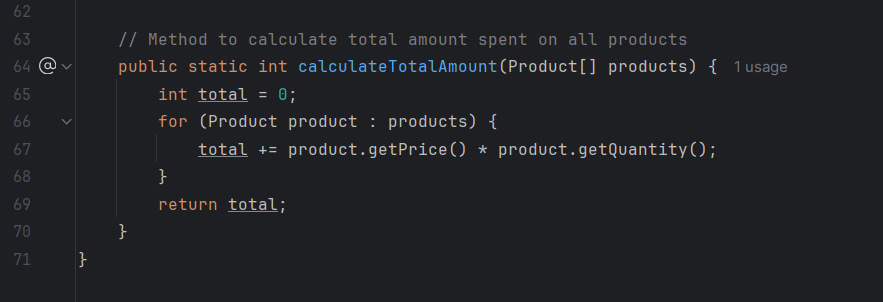 62
63 // Method to calculate total amount spent on all products
64 @ public static int calculateTotalAmount(Product[] products) { 1 usage
65 int total = 0;
66 for (Product product : products) {
67 total += product.getPrice() * product.getQuantity();
68 }
69 return total;
70 }
71 }